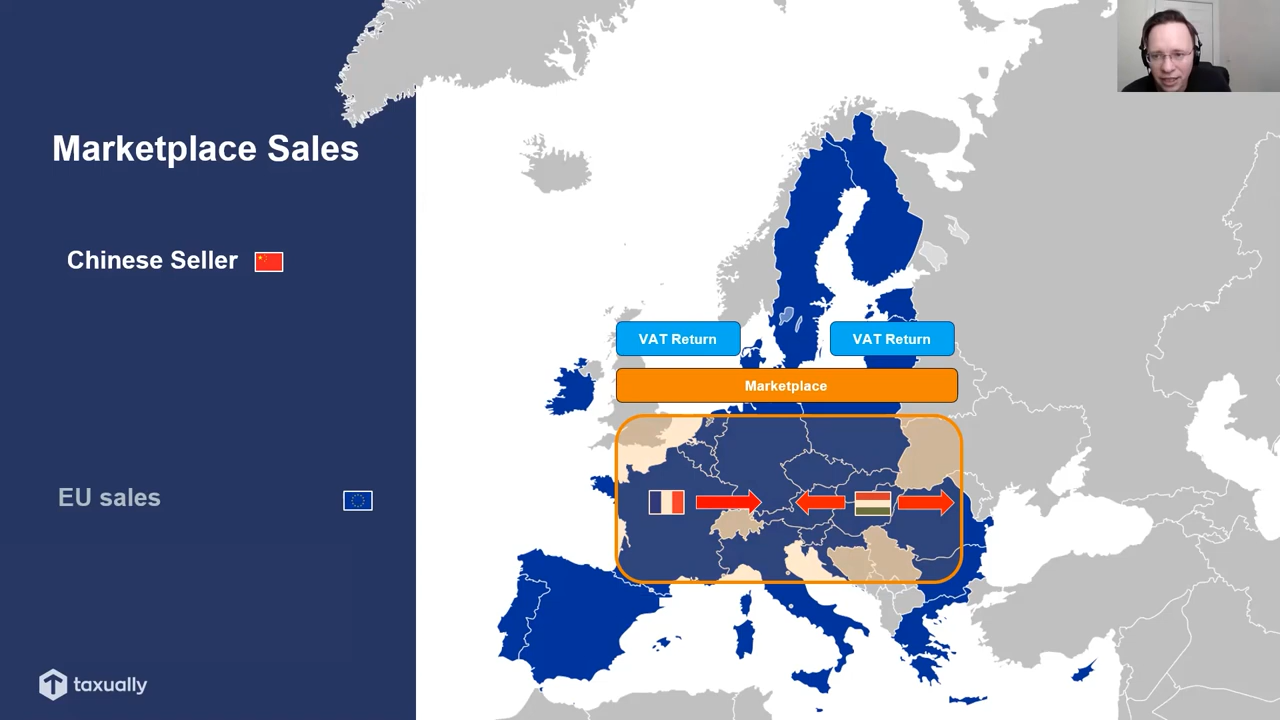 Marketplace Sales
Chinese Seller
VAT Return
VAT Return
Marketplace
EU sales
taxually